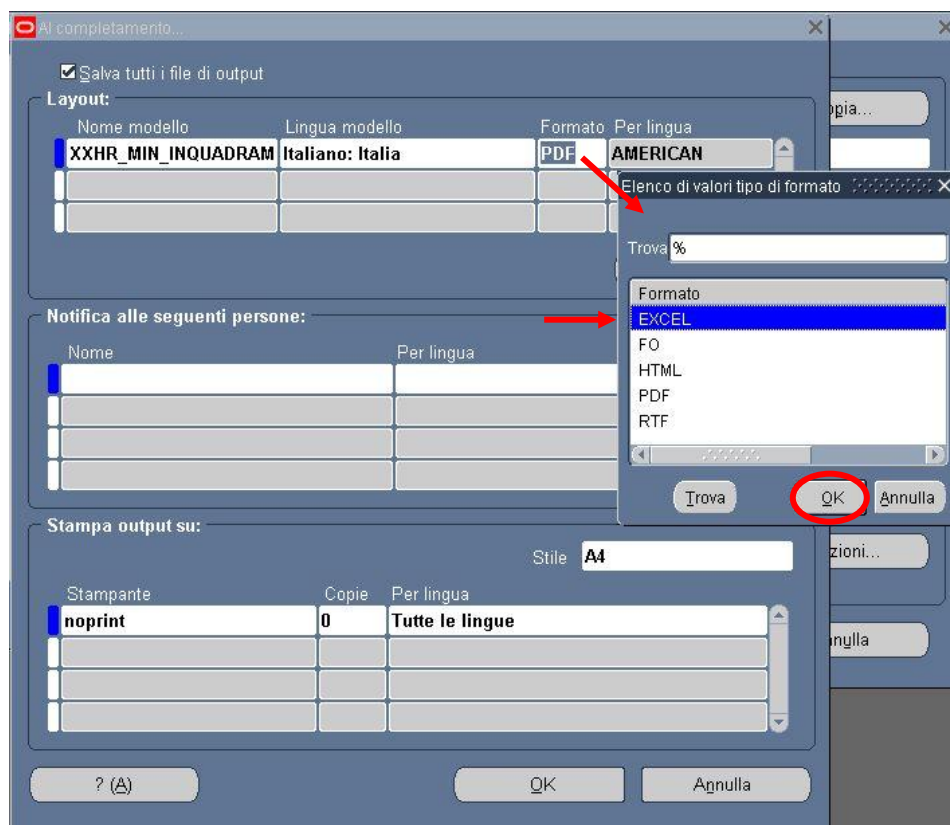 Al completamento...
Salva tutti i file di output
Layout:
Nome modello Lingua modello Formato Per lingua
XXHR_MIN_INQUADRAM Italiano: Italia PDF AMERICAN
opia...
Elenco di valori tipo di formato
Trova %
Formato
EXCEL
FO
HTML
PDF
RTF
Trova OK Annulla
Notifica alle seguenti persone:
Nome Per lingua
Stampa output su:
Stile A4
zioni...
Stampante Copie Per lingua
noprint 0 Tutte le lingue
nnulla
? (A) OK Annulla